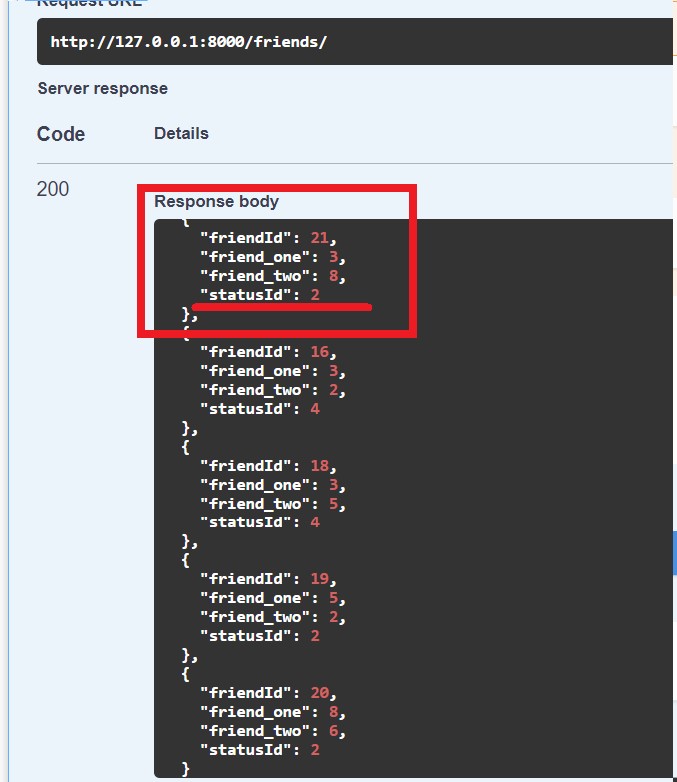 Request URL
http://127.0.0.1:8000/friends/
Server response
Code Details
200
Response body
{
"friendId": 21,
"friend_one": 3,
"friend_two": 8,
"statusId": 2
},
{
"friendId": 16,
"friend_one": 3,
"friend_two": 2,
"statusId": 4
},
{
"friendId": 18,
"friend_one": 3,
"friend_two": 5,
"statusId": 4
},
{
"friendId": 19,
"friend_one": 5,
"friend_two": 2,
"statusId": 2
},
{
"friendId": 20,
"friend_one": 8,
"friend_two": 6,
"statusId": 2
}